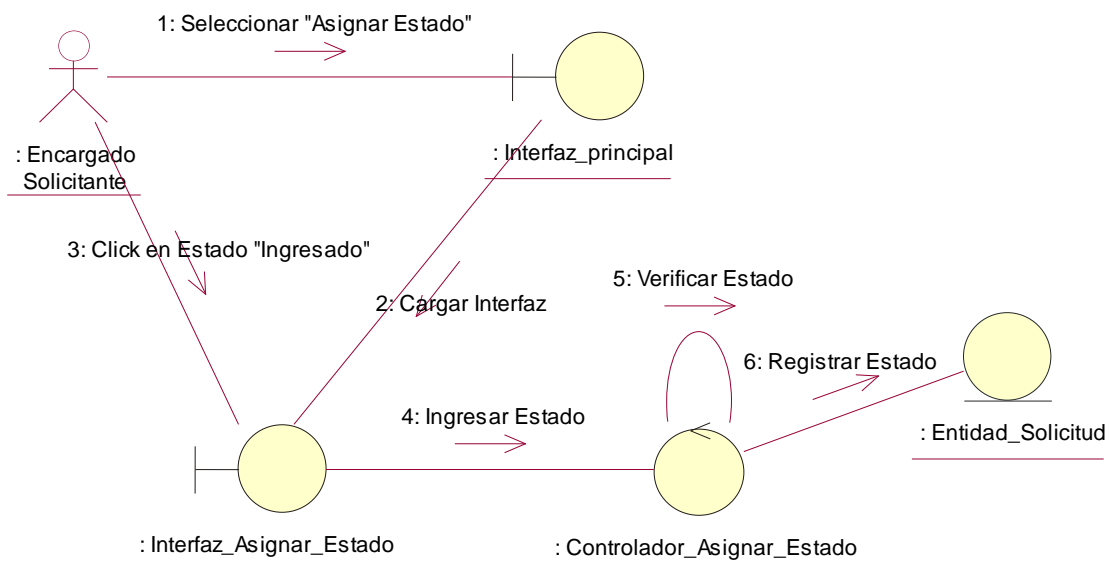 1: Seleccionar "Asignar Estado"
: Encargado
Solicitante
: Interfaz_principal
3: Click en Estado "Ingresado"
2: Cargar Interfaz
5: Verificar Estado
6: Registrar Estado
4: Ingresar Estado
: Entidad_Solicitud
: Interfaz_Asignar_Estado
: Controlador_Asignar_Estado